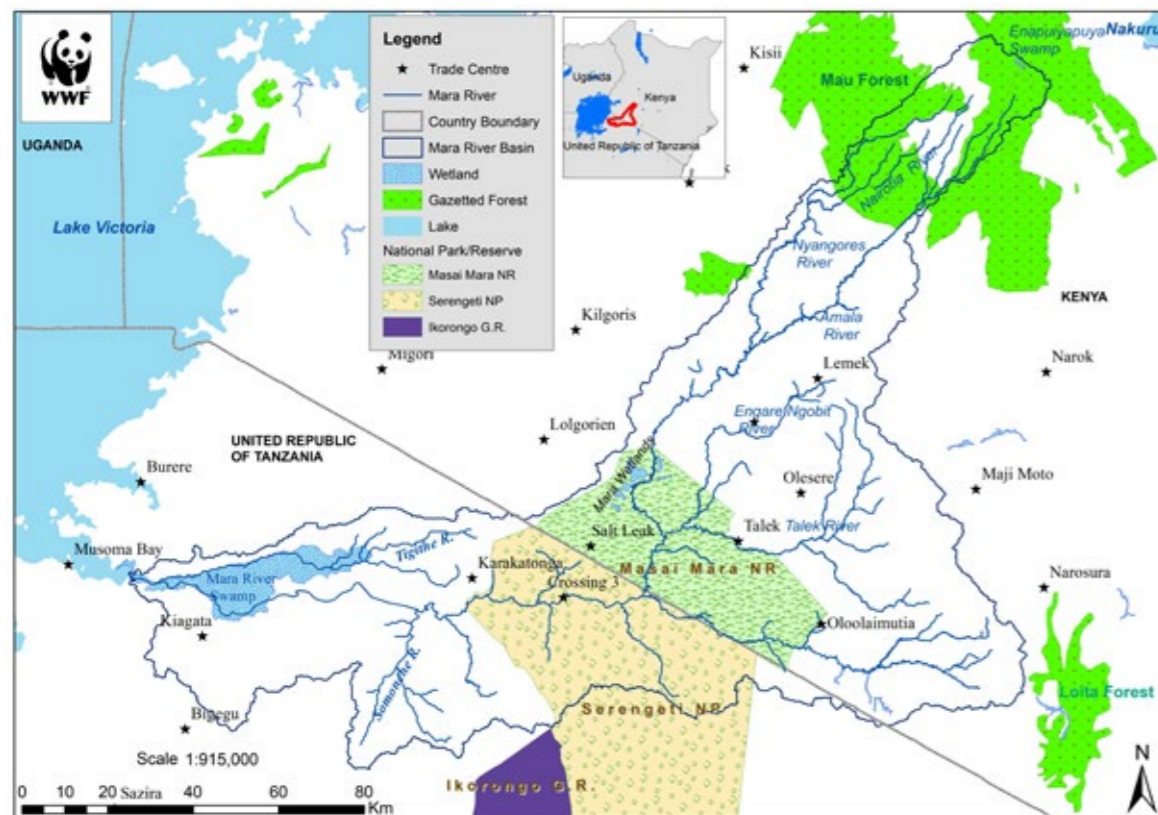 WWF
UGANDA
Lake Victoria
Legend
Trade Centre
Mara River
Country Boundary
Mara River Basin
Wetland
Gazetted Forest
Lake
National Park/Reserve
Masai Mara NR
Serengeti NP
Ikorongo G.R.
Uganda
Kenya
United Republic of Tanzania
Kisii
Enapuiyapuya
Swamp
Nakuru
Mau Forest
Nairotia River
Nyangores
River
KENYA
Amala
River
Kilgoris
Migori
Lemek
Narok
Engare Ngobit
River
Lolgorien
UNITED REPUBLIC
OF TANZANIA
Burere
Mara Wetlands
Olesere
Maji Moto
Talek River
Talek
Salt Leak
Tigithe R.
Musoma Bay
Karakatonga
Masai Mara NR
Mara River
Swamp
Crossing 3
Narosura
Kiagata
Oloolaimutia
Somonche R.
Loita Forest
Serengeti NP
Scale 1:915,000
Ikorongo G.R.
N
0 10 20 40 60 80
Km
Sazira